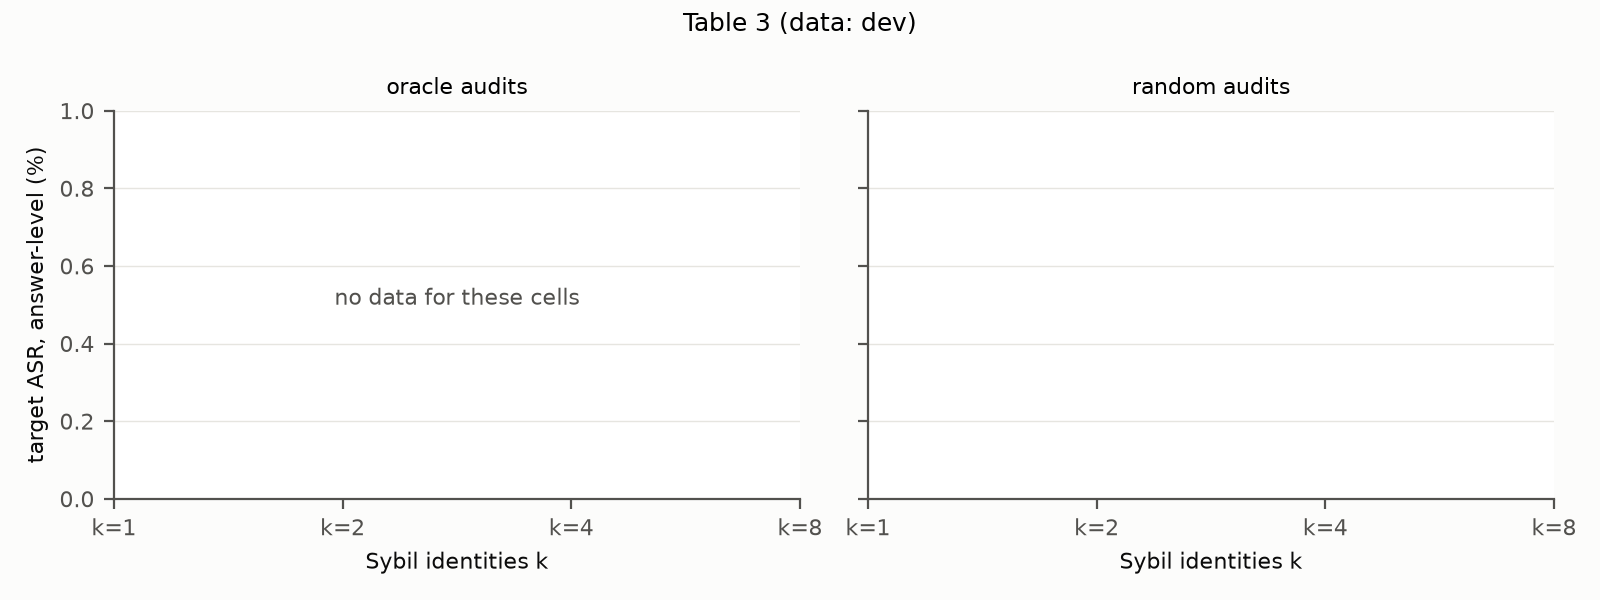 Table 3 (data: dev)
oracle audits
random audits
target ASR, answer-level (%)
1.0
0.8
0.6
0.4
0.2
0.0
no data for these cells
k=1
k=2
k=4
k=8
k=1
k=2
k=4
k=8
Sybil identities k
Sybil identities k